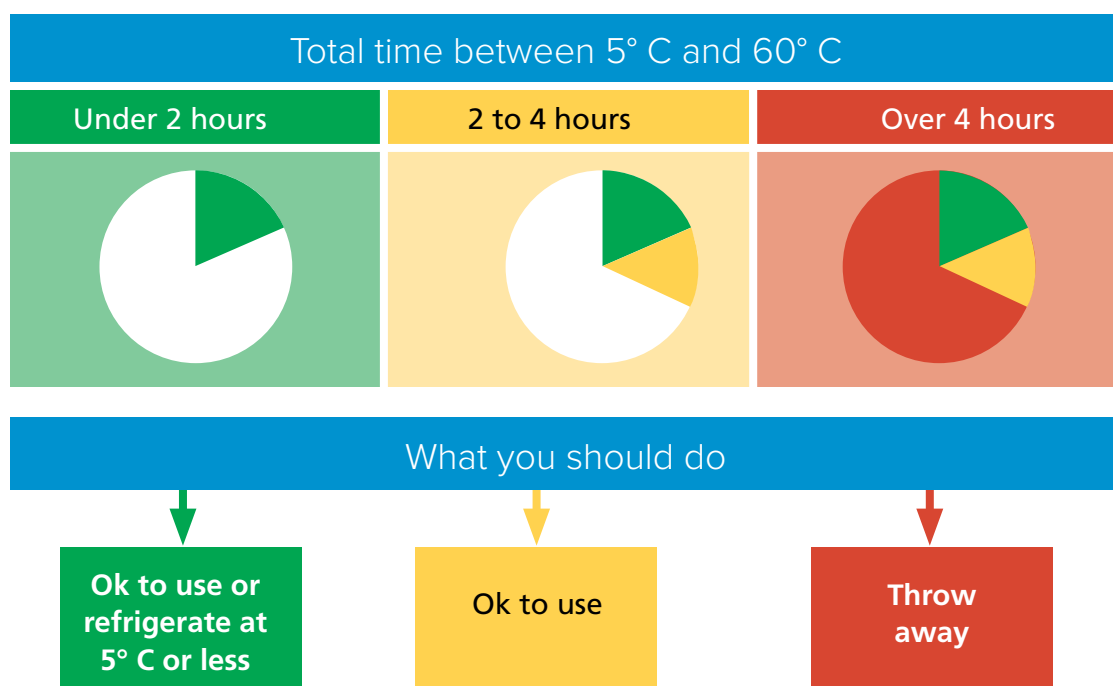 Total time between 5° C and 60° C
Under 2 hours
2 to 4 hours
Over 4 hours
What you should do
Ok to use or
refrigerate at
5° C or less
Ok to use
Throw
away